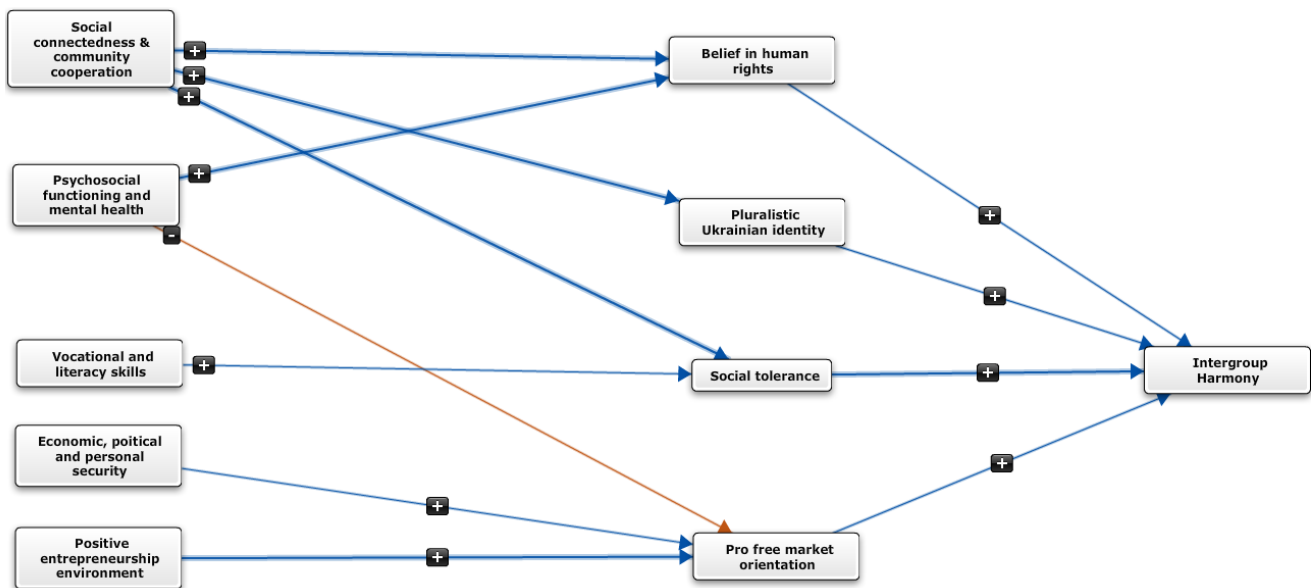 Social
connectedness &
community
cooperation
+
+
+
Belief in human
rights
Psychosocial
functioning and
mental health
+
-
Pluralistic
Ukrainian identity
+
+
Vocational and
literacy skills
+
Social tolerance
+
Intergroup
Harmony
Economic, poitical
and personal
security
+
+
Positive
entrepreneurship
environment
+
Pro free market
orientation